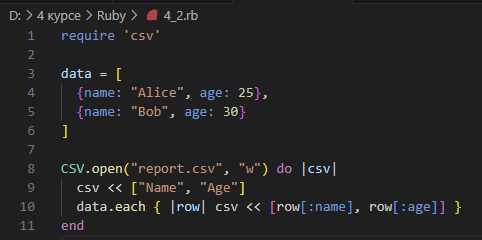 D: > 4 курсе > Ruby > 4_2.rb
1 require 'csv'
2
3 data = [
4 {name: "Alice", age: 25},
5 {name: "Bob", age: 30}
6 ]
7
8 CSV.open("report.csv", "w") do |csv|
9 csv << ["Name", "Age"]
10 data.each { |row| csv << [row[:name], row[:age]] }
11 end